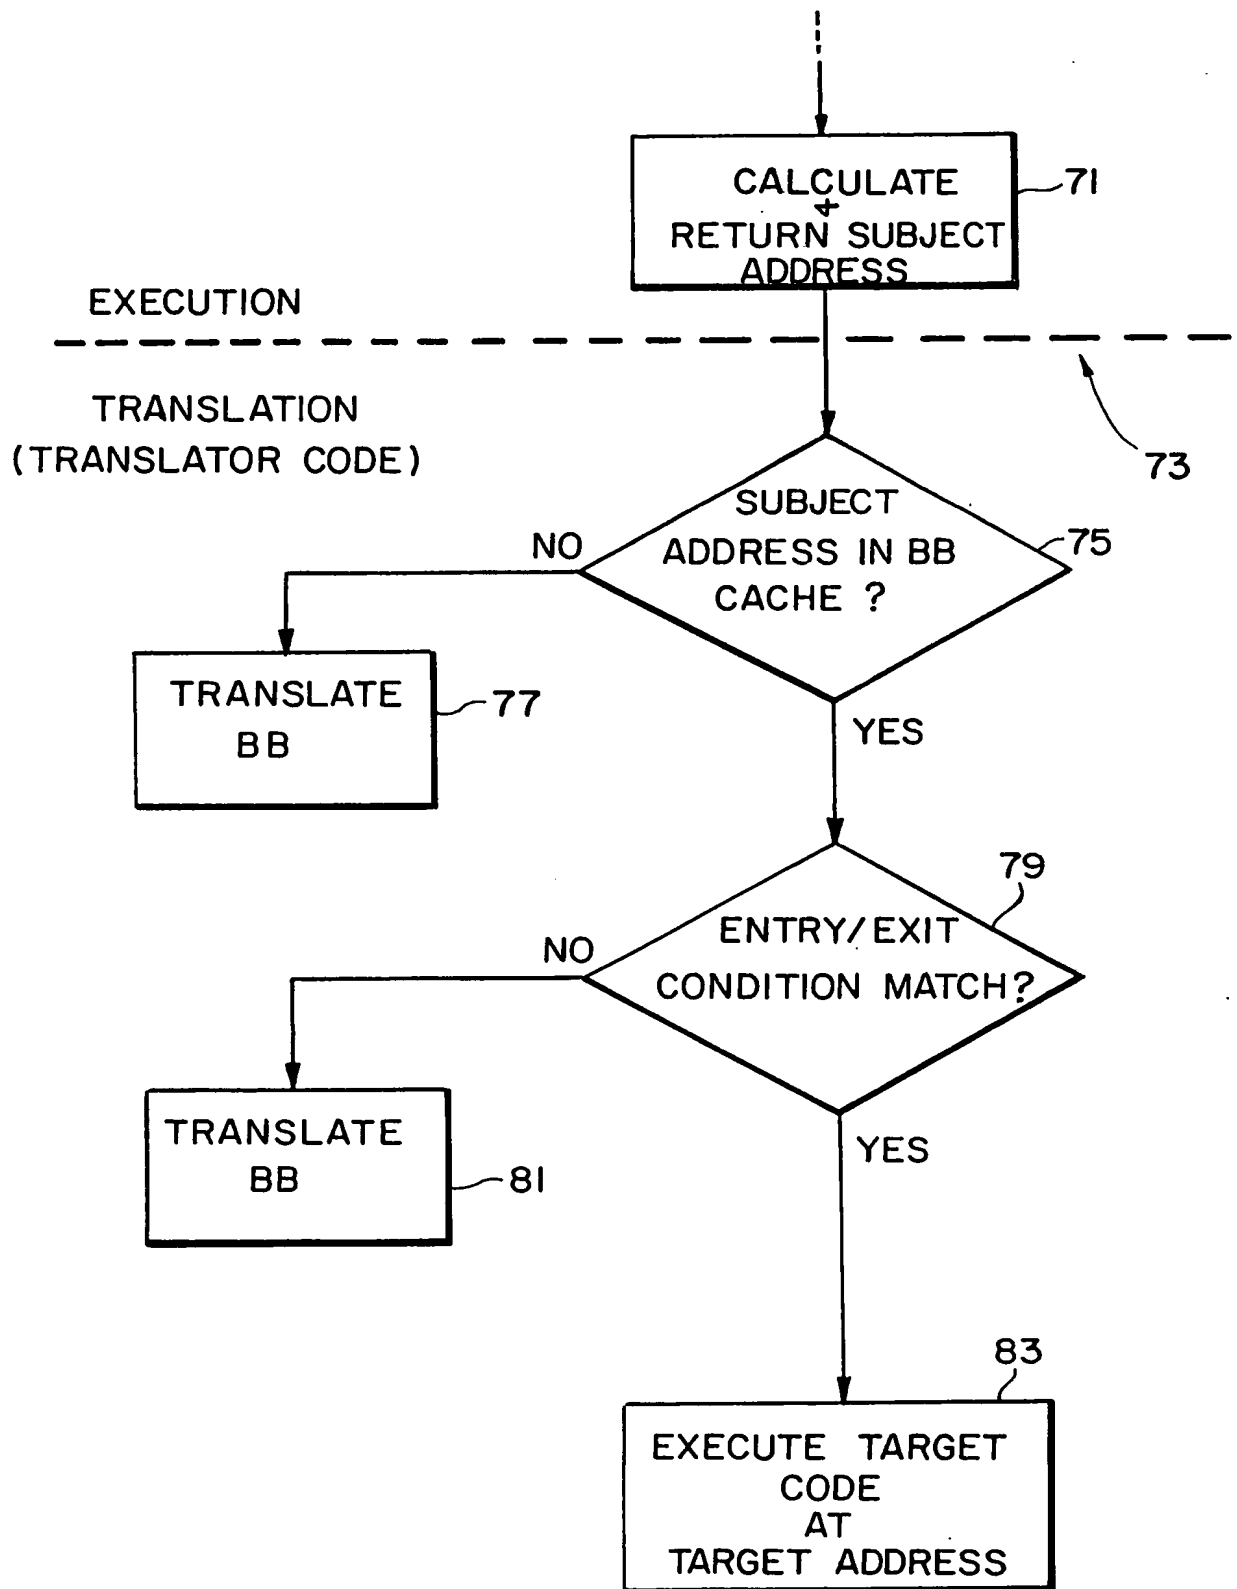 CALCULATE
+
RETURN SUBJECT
ADDRESS
71
EXECUTION
TRANSLATION
(TRANSLATOR CODE)
73
SUBJECT
ADDRESS IN BB
CACHE ?
75
NO
TRANSLATE
BB
77
YES
79
ENTRY/EXIT
CONDITION MATCH?
NO
TRANSLATE
BB
81
YES
83
EXECUTE TARGET
CODE
AT
TARGET ADDRESS